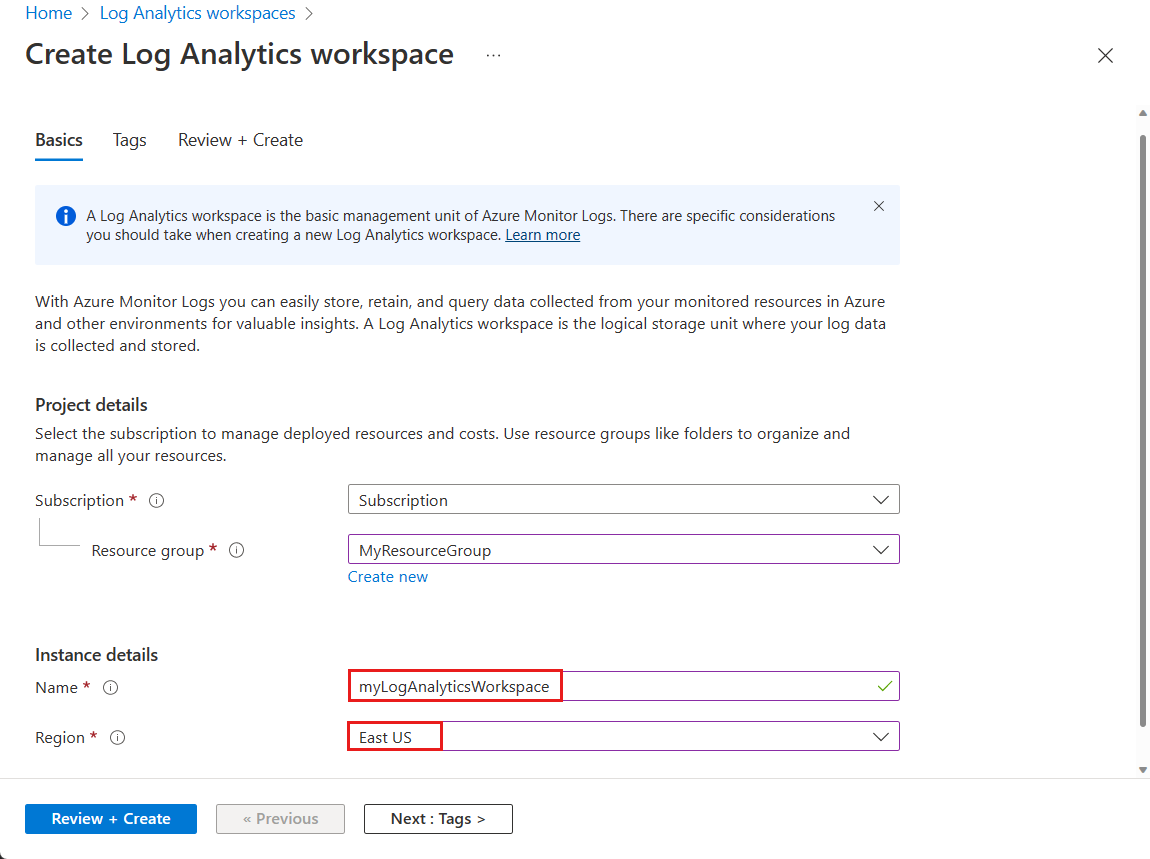 Home > Log Analytics workspaces >
Create Log Analytics workspace ...
Basics Tags Review + Create
A Log Analytics workspace is the basic management unit of Azure Monitor Logs. There are specific considerations
you should take when creating a new Log Analytics workspace. Learn more
With Azure Monitor Logs you can easily store, retain, and query data collected from your monitored resources in Azure
and other environments for valuable insights. A Log Analytics workspace is the logical storage unit where your log data
is collected and stored.
Project details
Select the subscription to manage deployed resources and costs. Use resource groups like folders to organize and
manage all your resources.
Subscription * Subscription
Resource group * MyResourceGroup
Create new
Instance details
Name * myLogAnalyticsWorkspace
Region * East US
Review + Create « Previous Next : Tags >